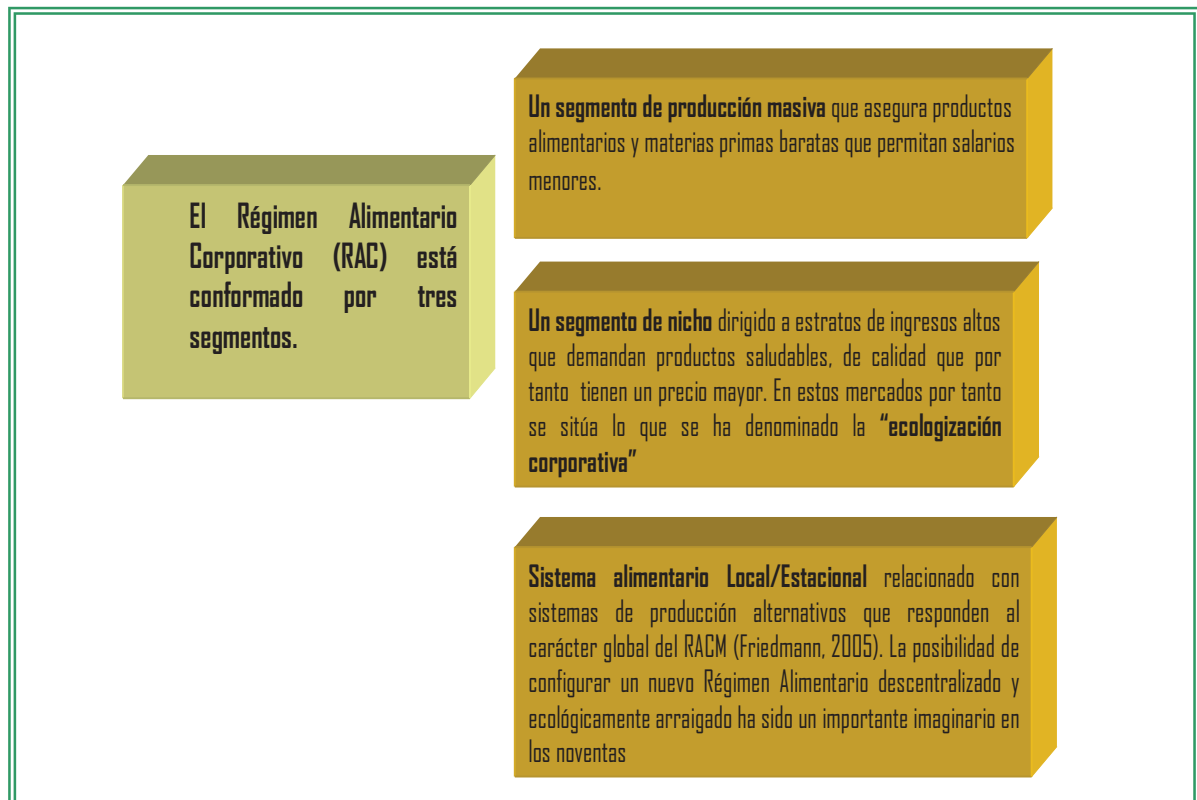 El Régimen Alimentario
Corporativo (RAC) está
conformado por tres
segmentos.
Un segmento de producción masiva que asegura productos
alimentarios y materias primas baratas que permitan salarios
menores.
Un segmento de nicho dirigido a estratos de ingresos altos
que demandan productos saludables, de calidad que por
tanto tienen un precio mayor. En estos mercados por tanto
se sitúa lo que se ha denominado la “ecologización
corporativa”
Sistema alimentario Local/Estacional relacionado con
sistemas de producción alternativos que responden al
carácter global del RACM (Friedmann, 2005). La posibilidad de
configurar un nuevo Régimen Alimentario descentralizado y
ecológicamente arraigado ha sido un importante imaginario en
los noventas